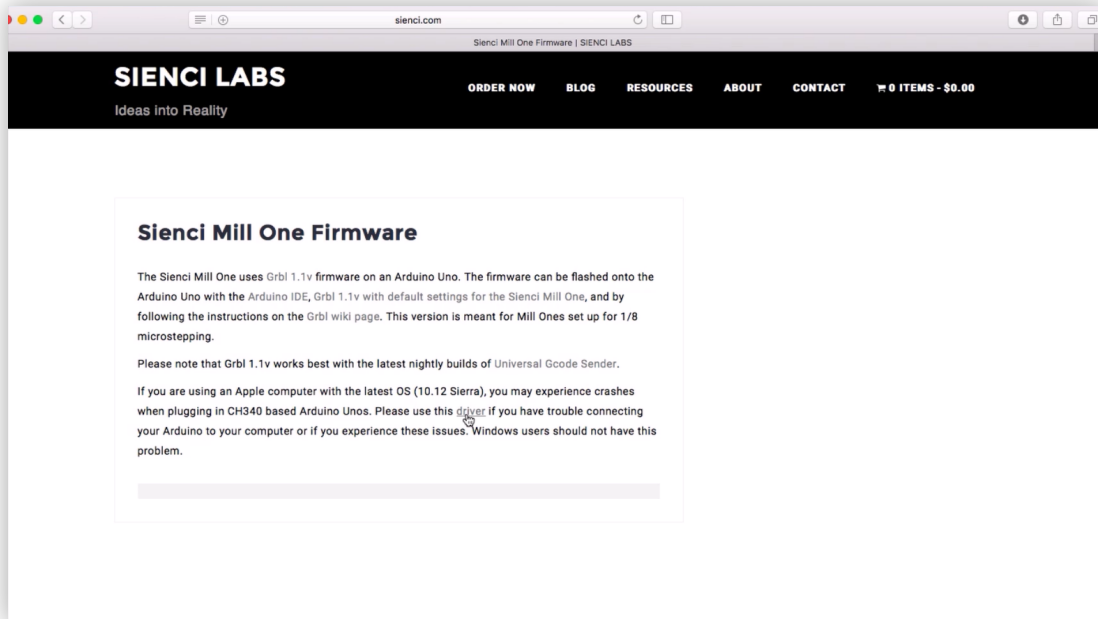 sienci.com
Sienci Mill One Firmware | SIENCI LABS
SIENCI LABS
Ideas into Reality
ORDER NOW BLOG RESOURCES ABOUT CONTACT 0 ITEMS - $0.00
Sienci Mill One Firmware
The Sienci Mill One uses Grbl 1.1v firmware on an Arduino Uno. The firmware can be flashed onto the
Arduino Uno with the Arduino IDE, Grbl 1.1v with default settings for the Sienci Mill One, and by
following the instructions on the Grbl wiki page. This version is meant for Mill Ones set up for 1/8
microstepping.
Please note that Grbl 1.1v works best with the latest nightly builds of Universal Gcode Sender.
If you are using an Apple computer with the latest OS (10.12 Sierra), you may experience crashes
when plugging in CH340 based Arduino Unos. Please use this driver if you have trouble connecting
your Arduino to your computer or if you experience these issues. Windows users should not have this
problem.